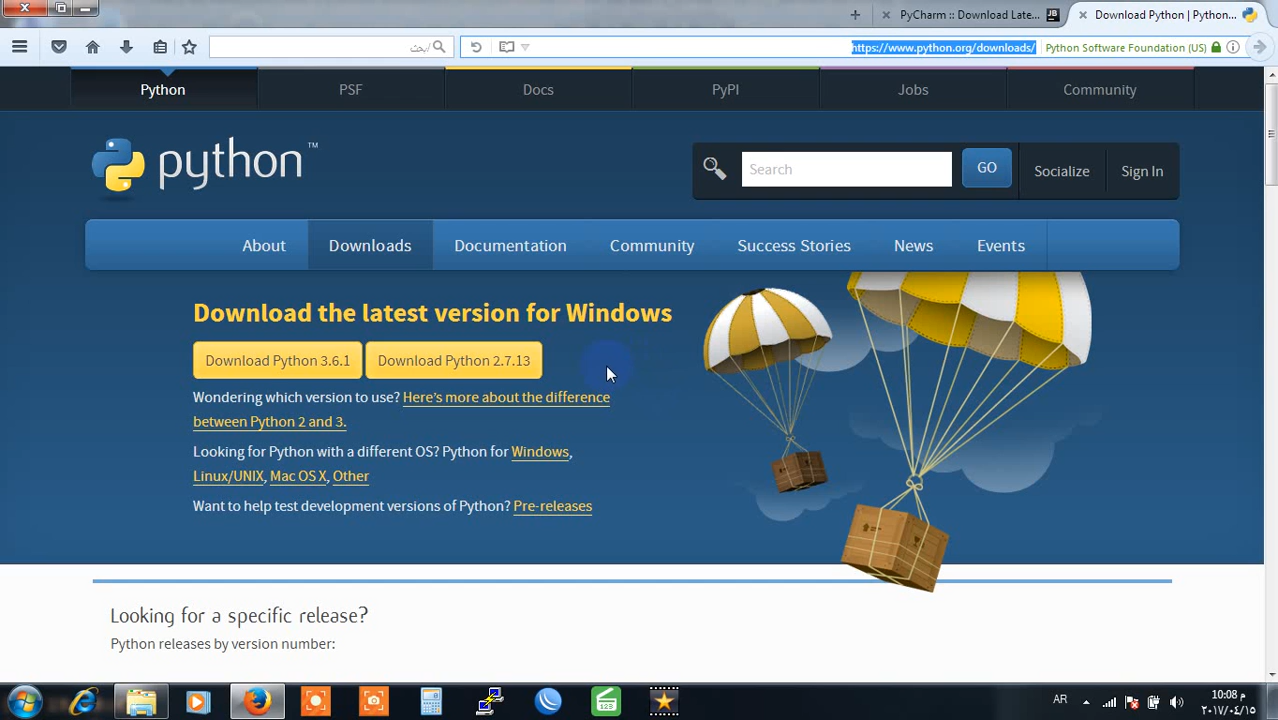 PyCharm :: Download Late...
Download Python | Python...
ابحث/
https://www.python.org/downloads/
Python Software Foundation (US)
Python
PSF
Docs
PyPI
Jobs
Community
python™
Search
GO
Socialize
Sign In
About
Downloads
Documentation
Community
Success Stories
News
Events
Download the latest version for Windows
Download Python 3.6.1
Download Python 2.7.13
Wondering which version to use? Here's more about the difference
between Python 2 and 3.
Looking for Python with a different OS? Python for Windows,
Linux/UNIX, Mac OS X, Other
Want to help test development versions of Python? Pre-releases
Looking for a specific release?
Python releases by version number:
AR
10:08 م
٢٠١٧/٠٤/١٥